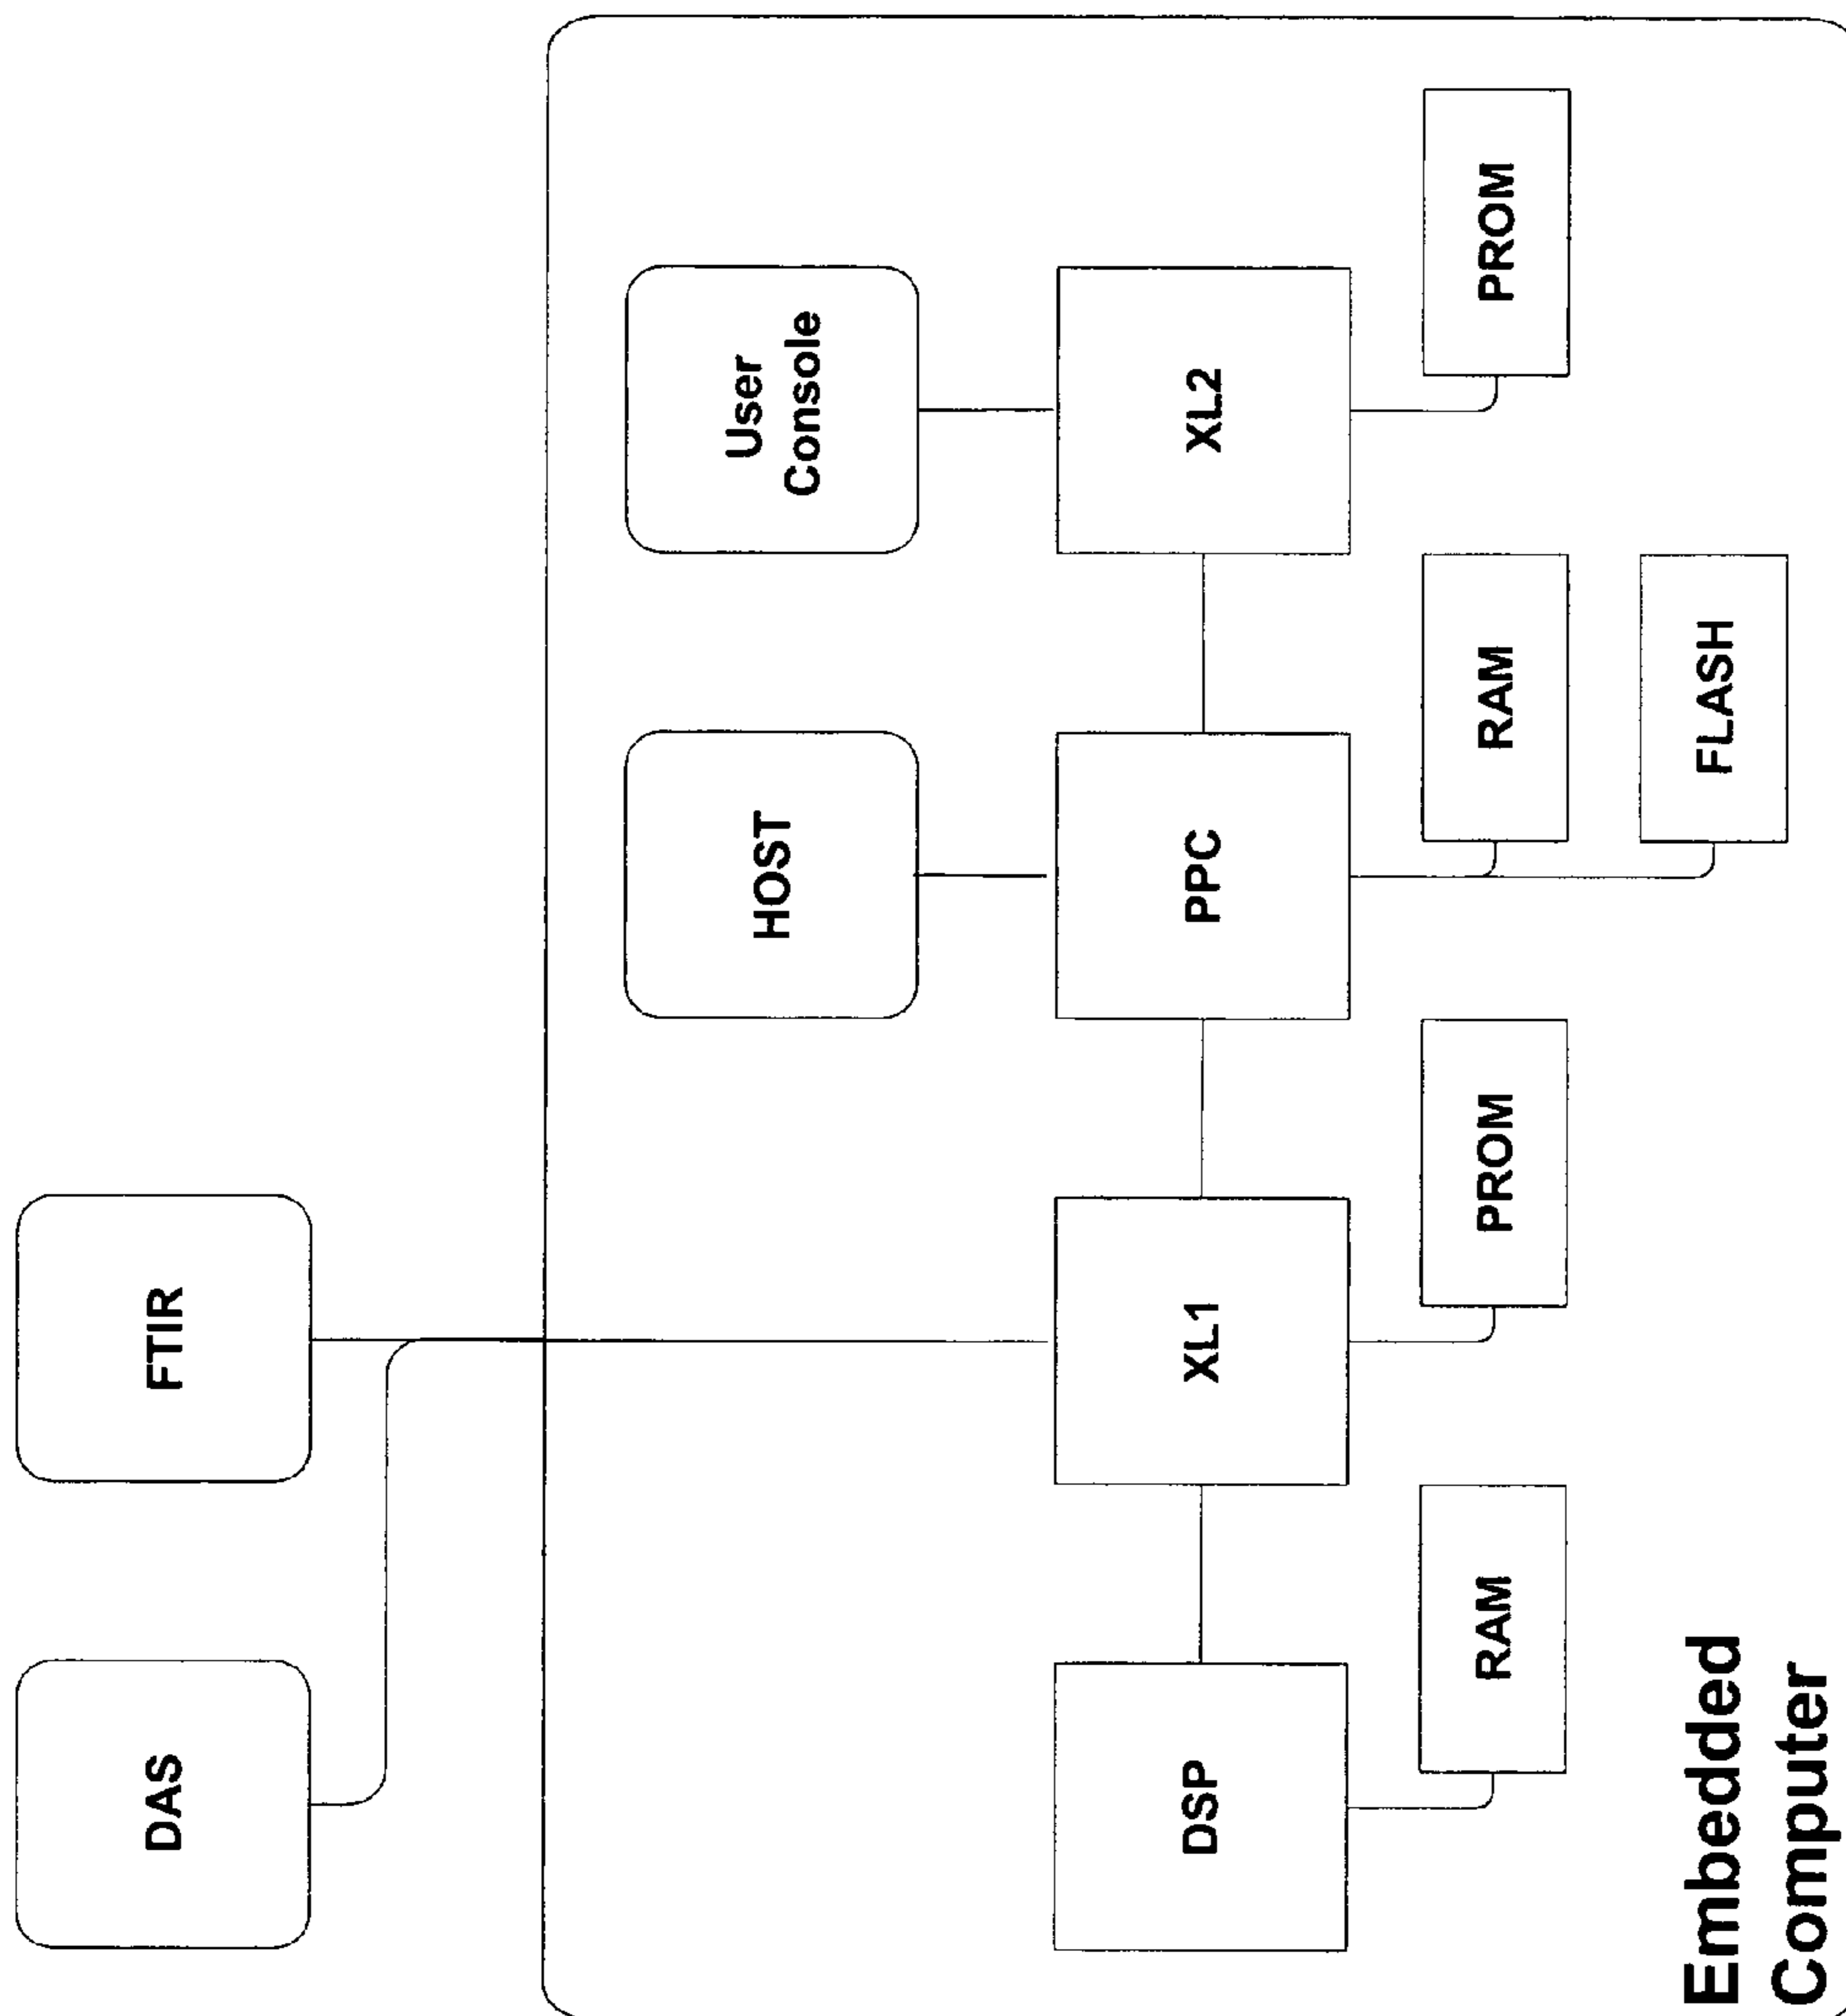 DAS
FTIR
HOST
User
Console
DSP
XL1
PPC
XL2
RAM
PROM
RAM
PROM
FLASH
Embedded
Computer